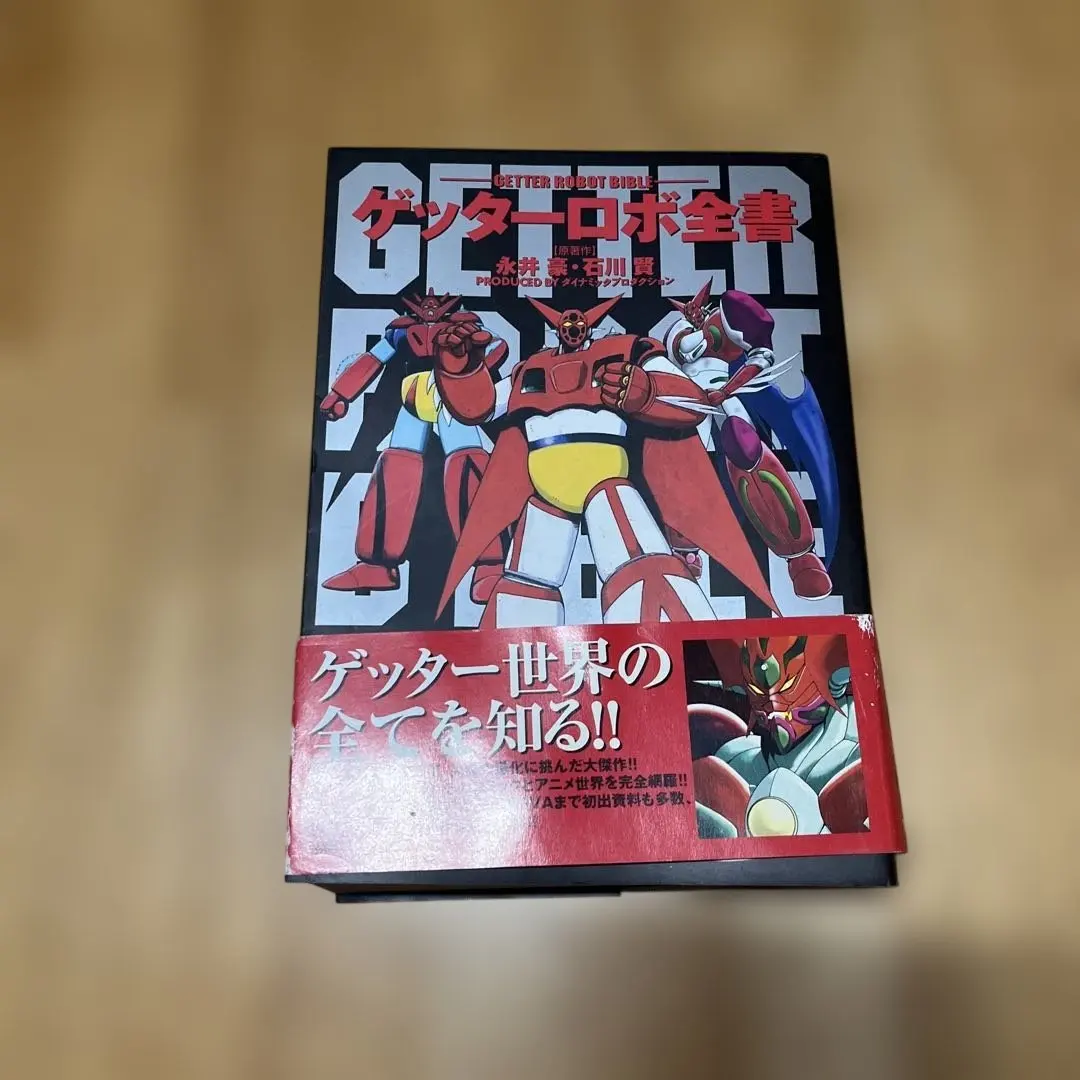 GETTER
GETTER ROBOT BIBLE
ゲッターロボ全書
[原著作]
永井 豪・石川 賢
PRODUCED BY ダイナミックプロダクション
ゲッター世界の
全てを知る!!
化に挑んだ大傑作!!
とアニメ世界を完全網羅!!
VAまで初出資料も多数、